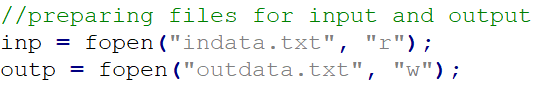 //preparing files for input and output
inp = fopen("indata.txt", "r");
outp = fopen("outdata.txt", "w");